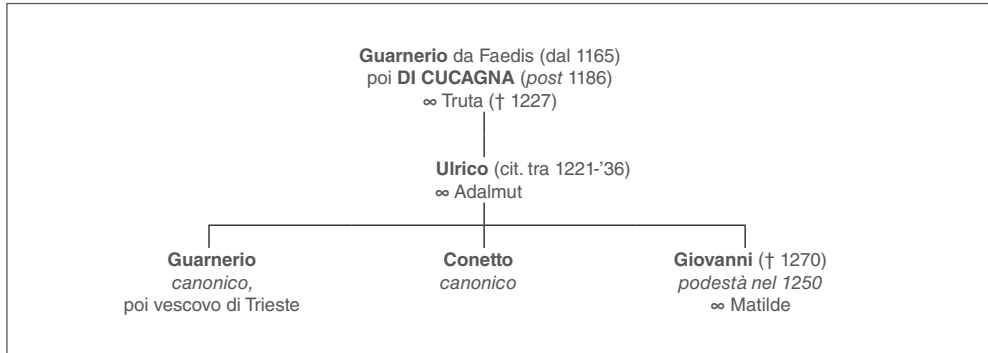 Guarnerio da Faedis (dal 1165)
poi DI CUCAGNA (post 1186)
∞ Truta († 1227)
Ulrico (cit. tra 1221-'36)
∞ Adalmut
Guarnerio
canonico,
poi vescovo di Trieste
Conetto
canonico
Giovanni († 1270)
podestà nel 1250
∞ Matilde